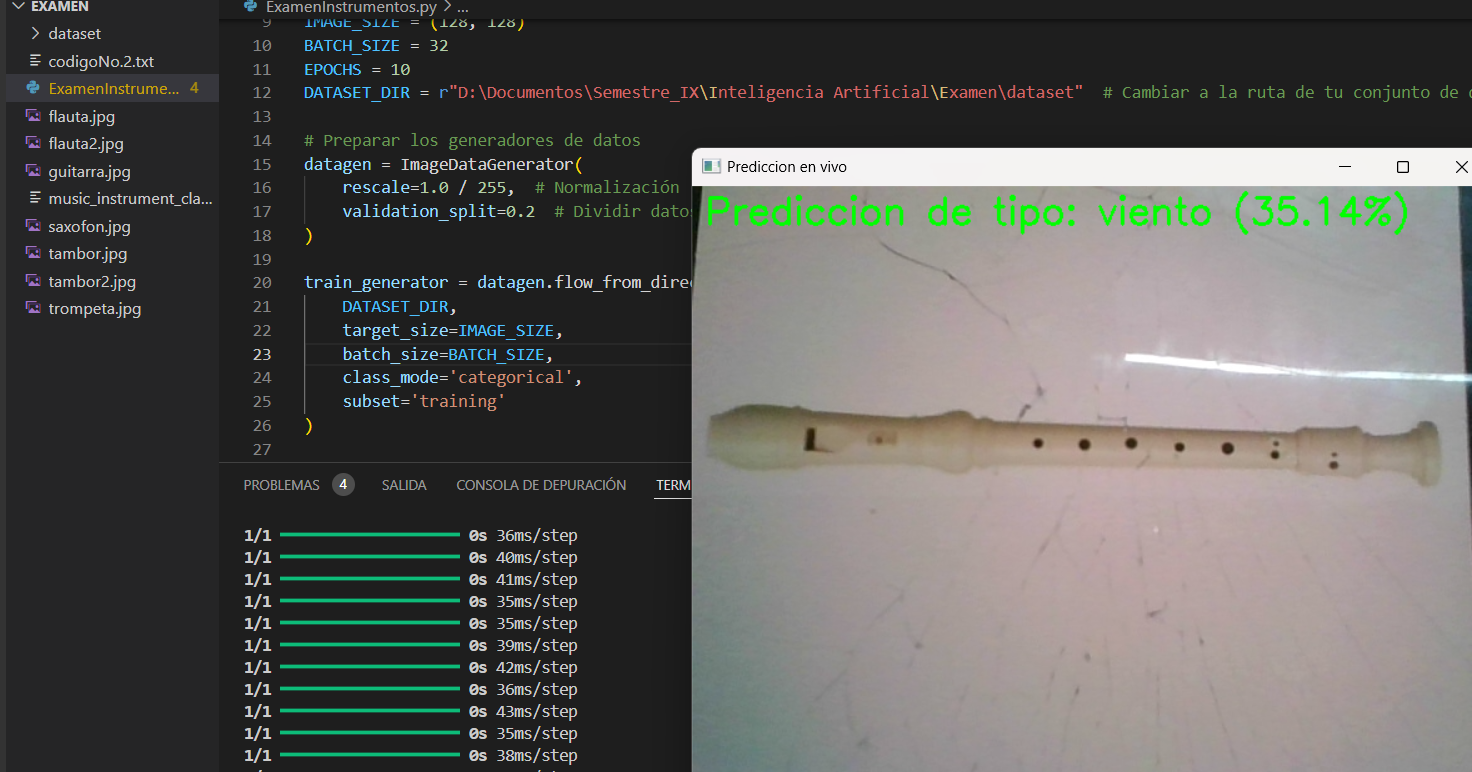 EXAMEN
dataset
codigoNo.2.txt
ExamenInstrume... 4
flauta.jpg
flauta2.jpg
guitarra.jpg
music_instrument_cla...
saxofon.jpg
tambor.jpg
tambor2.jpg
trompeta.jpg
ExamenInstrumentos.py > ...
9 IMAGE_SIZE = (128, 128)
10 BATCH_SIZE = 32
11 EPOCHS = 10
12 DATASET_DIR = r"D:\Documentos\Semestre_IX\Inteligencia Artificial\Examen\dataset" # Cambiar a la ruta de tu conjunto de
13
14 # Preparar los generadores de datos
15 datagen = ImageDataGenerator(
16 rescale=1.0 / 255, # Normalización
17 validation_split=0.2 # Dividir datos
18 )
19
20 train_generator = datagen.flow_from_direc
21 DATASET_DIR,
22 target_size=IMAGE_SIZE,
23 batch_size=BATCH_SIZE,
24 class_mode='categorical',
25 subset='training'
26 )
27
PROBLEMAS 4 SALIDA CONSOLA DE DEPURACIÓN TERM
1/1 0s 36ms/step
1/1 0s 40ms/step
1/1 0s 41ms/step
1/1 0s 35ms/step
1/1 0s 35ms/step
1/1 0s 39ms/step
1/1 0s 42ms/step
1/1 0s 36ms/step
1/1 0s 43ms/step
1/1 0s 35ms/step
1/1 0s 38ms/step
Prediccion en vivo
Prediccion de tipo: viento (35.14%)